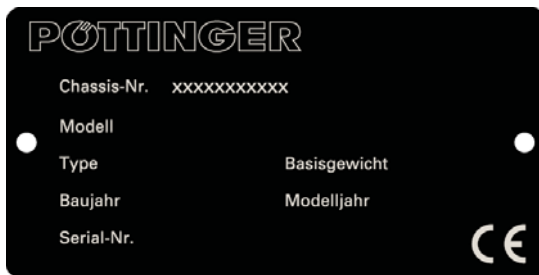 PÖTTINGER
Chassis-Nr. xxxxxxxxxxx
Modell
Type Basisgewicht
Baujahr Modelljahr
Serial-Nr.
CE